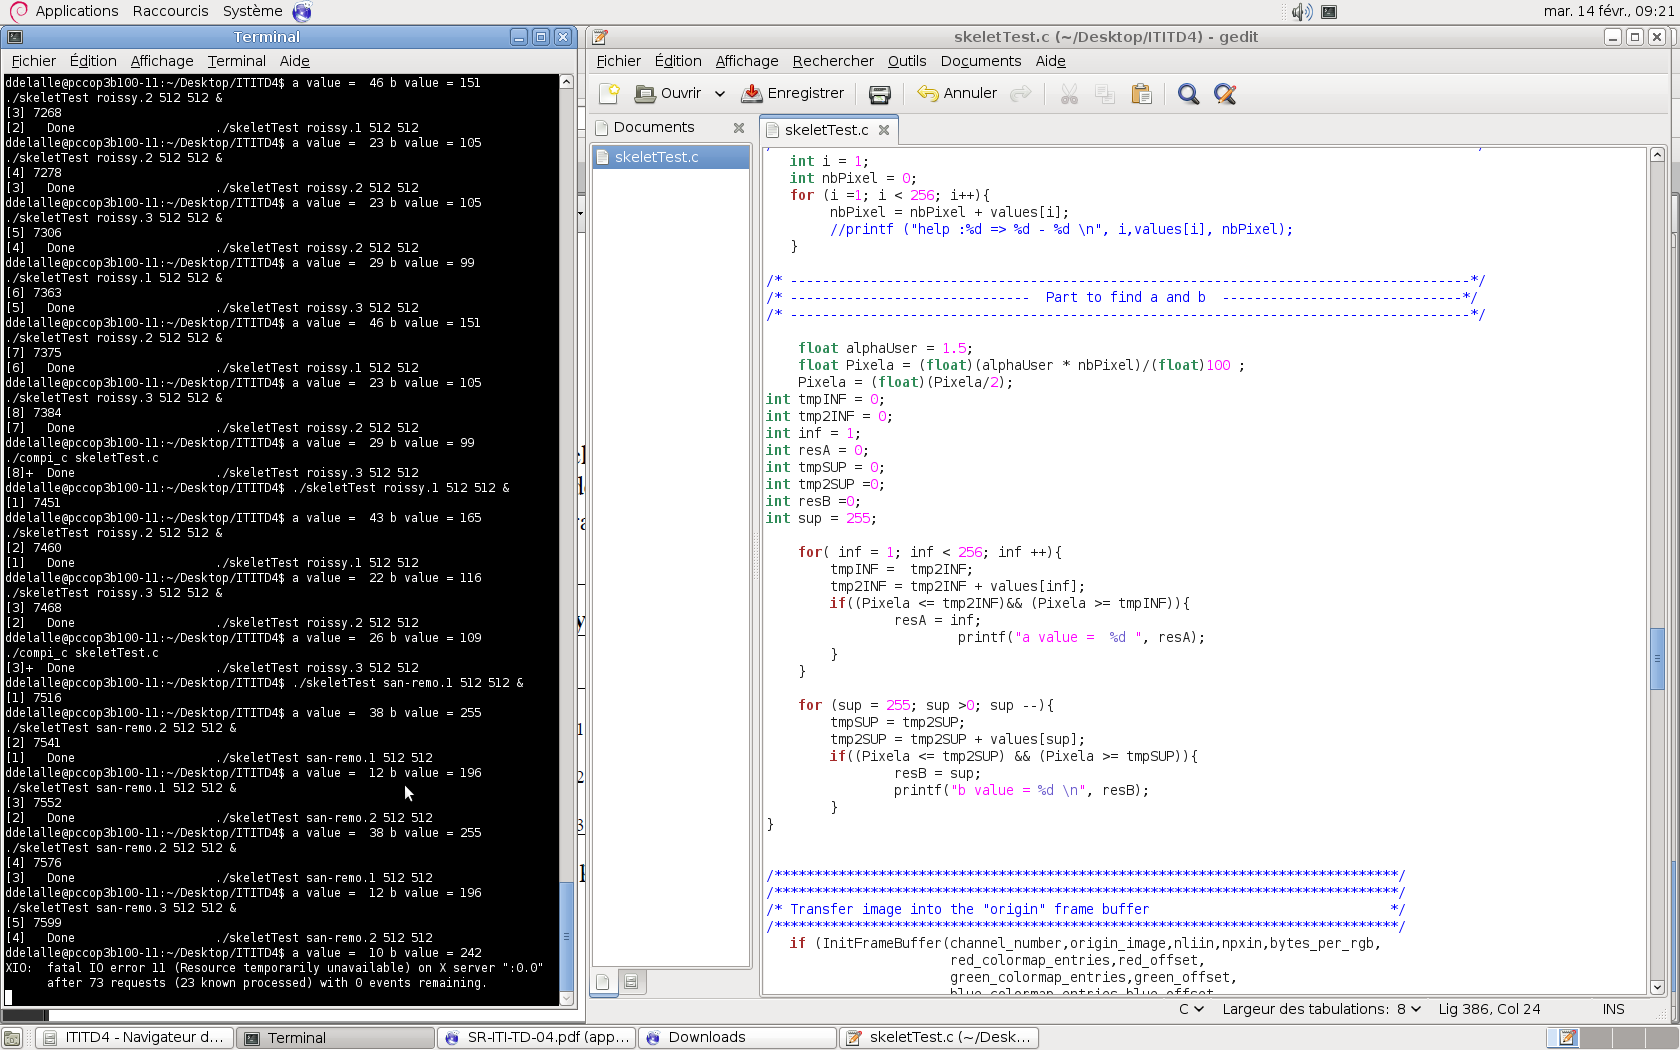 Applications Raccourcis Système
mar. 14 févr., 09:21
Terminal
Fichier Édition Affichage Terminal Aide
ddelalle@pccop3b100-11:~/Desktop/ITITD4$ a value =  46 b value = 151
./skeletTest roissy.2 512 512 &
[3] 7268
[2]   Done                    ./skeletTest roissy.1 512 512
ddelalle@pccop3b100-11:~/Desktop/ITITD4$ a value =  23 b value = 105
./skeletTest roissy.2 512 512 &
[4] 7278
[3]   Done                    ./skeletTest roissy.2 512 512
ddelalle@pccop3b100-11:~/Desktop/ITITD4$ a value =  23 b value = 105
./skeletTest roissy.3 512 512 &
[5] 7306
[4]   Done                    ./skeletTest roissy.2 512 512
ddelalle@pccop3b100-11:~/Desktop/ITITD4$ a value =  29 b value = 99
./skeletTest roissy.1 512 512 &
[6] 7363
[5]   Done                    ./skeletTest roissy.3 512 512
ddelalle@pccop3b100-11:~/Desktop/ITITD4$ a value =  46 b value = 151
./skeletTest roissy.2 512 512 &
[7] 7375
[6]   Done                    ./skeletTest roissy.1 512 512
ddelalle@pccop3b100-11:~/Desktop/ITITD4$ a value =  23 b value = 105
./skeletTest roissy.3 512 512 &
[8] 7384
[7]   Done                    ./skeletTest roissy.2 512 512
ddelalle@pccop3b100-11:~/Desktop/ITITD4$ a value =  29 b value = 99
./compi_c skeletTest.c
[8]+  Done                    ./skeletTest roissy.3 512 512
ddelalle@pccop3b100-11:~/Desktop/ITITD4$ ./skeletTest roissy.1 512 512 &
[1] 7451
ddelalle@pccop3b100-11:~/Desktop/ITITD4$ a value =  43 b value = 165
./skeletTest roissy.2 512 512 &
[2] 7460
[1]   Done                    ./skeletTest roissy.1 512 512
ddelalle@pccop3b100-11:~/Desktop/ITITD4$ a value =  22 b value = 116
./skeletTest roissy.3 512 512 &
[3] 7468
[2]   Done                    ./skeletTest roissy.2 512 512
ddelalle@pccop3b100-11:~/Desktop/ITITD4$ a value =  26 b value = 109
./compi_c skeletTest.c
[3]+  Done                    ./skeletTest roissy.3 512 512
ddelalle@pccop3b100-11:~/Desktop/ITITD4$ ./skeletTest san-remo.1 512 512 &
[1] 7516
ddelalle@pccop3b100-11:~/Desktop/ITITD4$ a value =  38 b value = 255
./skeletTest san-remo.2 512 512 &
[2] 7541
[1]   Done                    ./skeletTest san-remo.1 512 512
ddelalle@pccop3b100-11:~/Desktop/ITITD4$ a value =  12 b value = 196
./skeletTest san-remo.1 512 512 &
[3] 7552
[2]   Done                    ./skeletTest san-remo.2 512 512
ddelalle@pccop3b100-11:~/Desktop/ITITD4$ a value =  38 b value = 255
./skeletTest san-remo.2 512 512 &
[4] 7576
[3]   Done                    ./skeletTest san-remo.1 512 512
ddelalle@pccop3b100-11:~/Desktop/ITITD4$ a value =  12 b value = 196
./skeletTest san-remo.3 512 512 &
[5] 7599
[4]   Done                    ./skeletTest san-remo.2 512 512
ddelalle@pccop3b100-11:~/Desktop/ITITD4$ a value =  10 b value = 242
XIO:  fatal IO error 11 (Resource temporarily unavailable) on X server ":0.0"
      after 73 requests (23 known processed) with 0 events remaining.
skeletTest.c (~/Desktop/ITITD4) - gedit
Fichier Édition Affichage Rechercher Outils Documents Aide
Ouvrir Enregistrer Annuler
Documents
skeletTest.c
skeletTest.c
int i = 1;
int nbPixel = 0;
for (i =1; i < 256; i++){
nbPixel = nbPixel + values[i];
//printf ("help :%d => %d - %d \n", i,values[i], nbPixel);
}
/* -------------------------------------------------------------------------------------*/
/* ------------------------------  Part to find a and b  ------------------------------*/
/* -------------------------------------------------------------------------------------*/
float alphaUser = 1.5;
float Pixela = (float)(alphaUser * nbPixel)/(float)100 ;
Pixela = (float)(Pixela/2);
int tmpINF = 0;
int tmp2INF = 0;
int inf = 1;
int resA = 0;
int tmpSUP = 0;
int tmp2SUP =0;
int resB =0;
int sup = 255;
for( inf = 1; inf < 256; inf ++){
tmpINF =  tmp2INF;
tmp2INF = tmp2INF + values[inf];
if((Pixela <= tmp2INF)&& (Pixela >= tmpINF)){
resA = inf;
printf("a value =  %d ", resA);
}
}
for (sup = 255; sup >0; sup --){
tmpSUP = tmp2SUP;
tmp2SUP = tmp2SUP + values[sup];
if((Pixela <= tmp2SUP) && (Pixela >= tmpSUP)){
resB = sup;
printf("b value = %d \n", resB);
}
}
/******************************************************************************/
/******************************************************************************/
/* Transfer image into the "origin" frame buffer                              */
/******************************************************************************/
if (InitFrameBuffer(channel_number,origin_image,nliin,npxin,bytes_per_rgb,
red_colormap_entries,red_offset,
green_colormap_entries,green_offset,
blue_colormap_entries,blue_offset,
C Largeur des tabulations: 8 Lig 386, Col 24 INS
ITITD4 - Navigateur d... Terminal SR-ITI-TD-04.pdf (app... Downloads skeletTest.c (~/Desk...